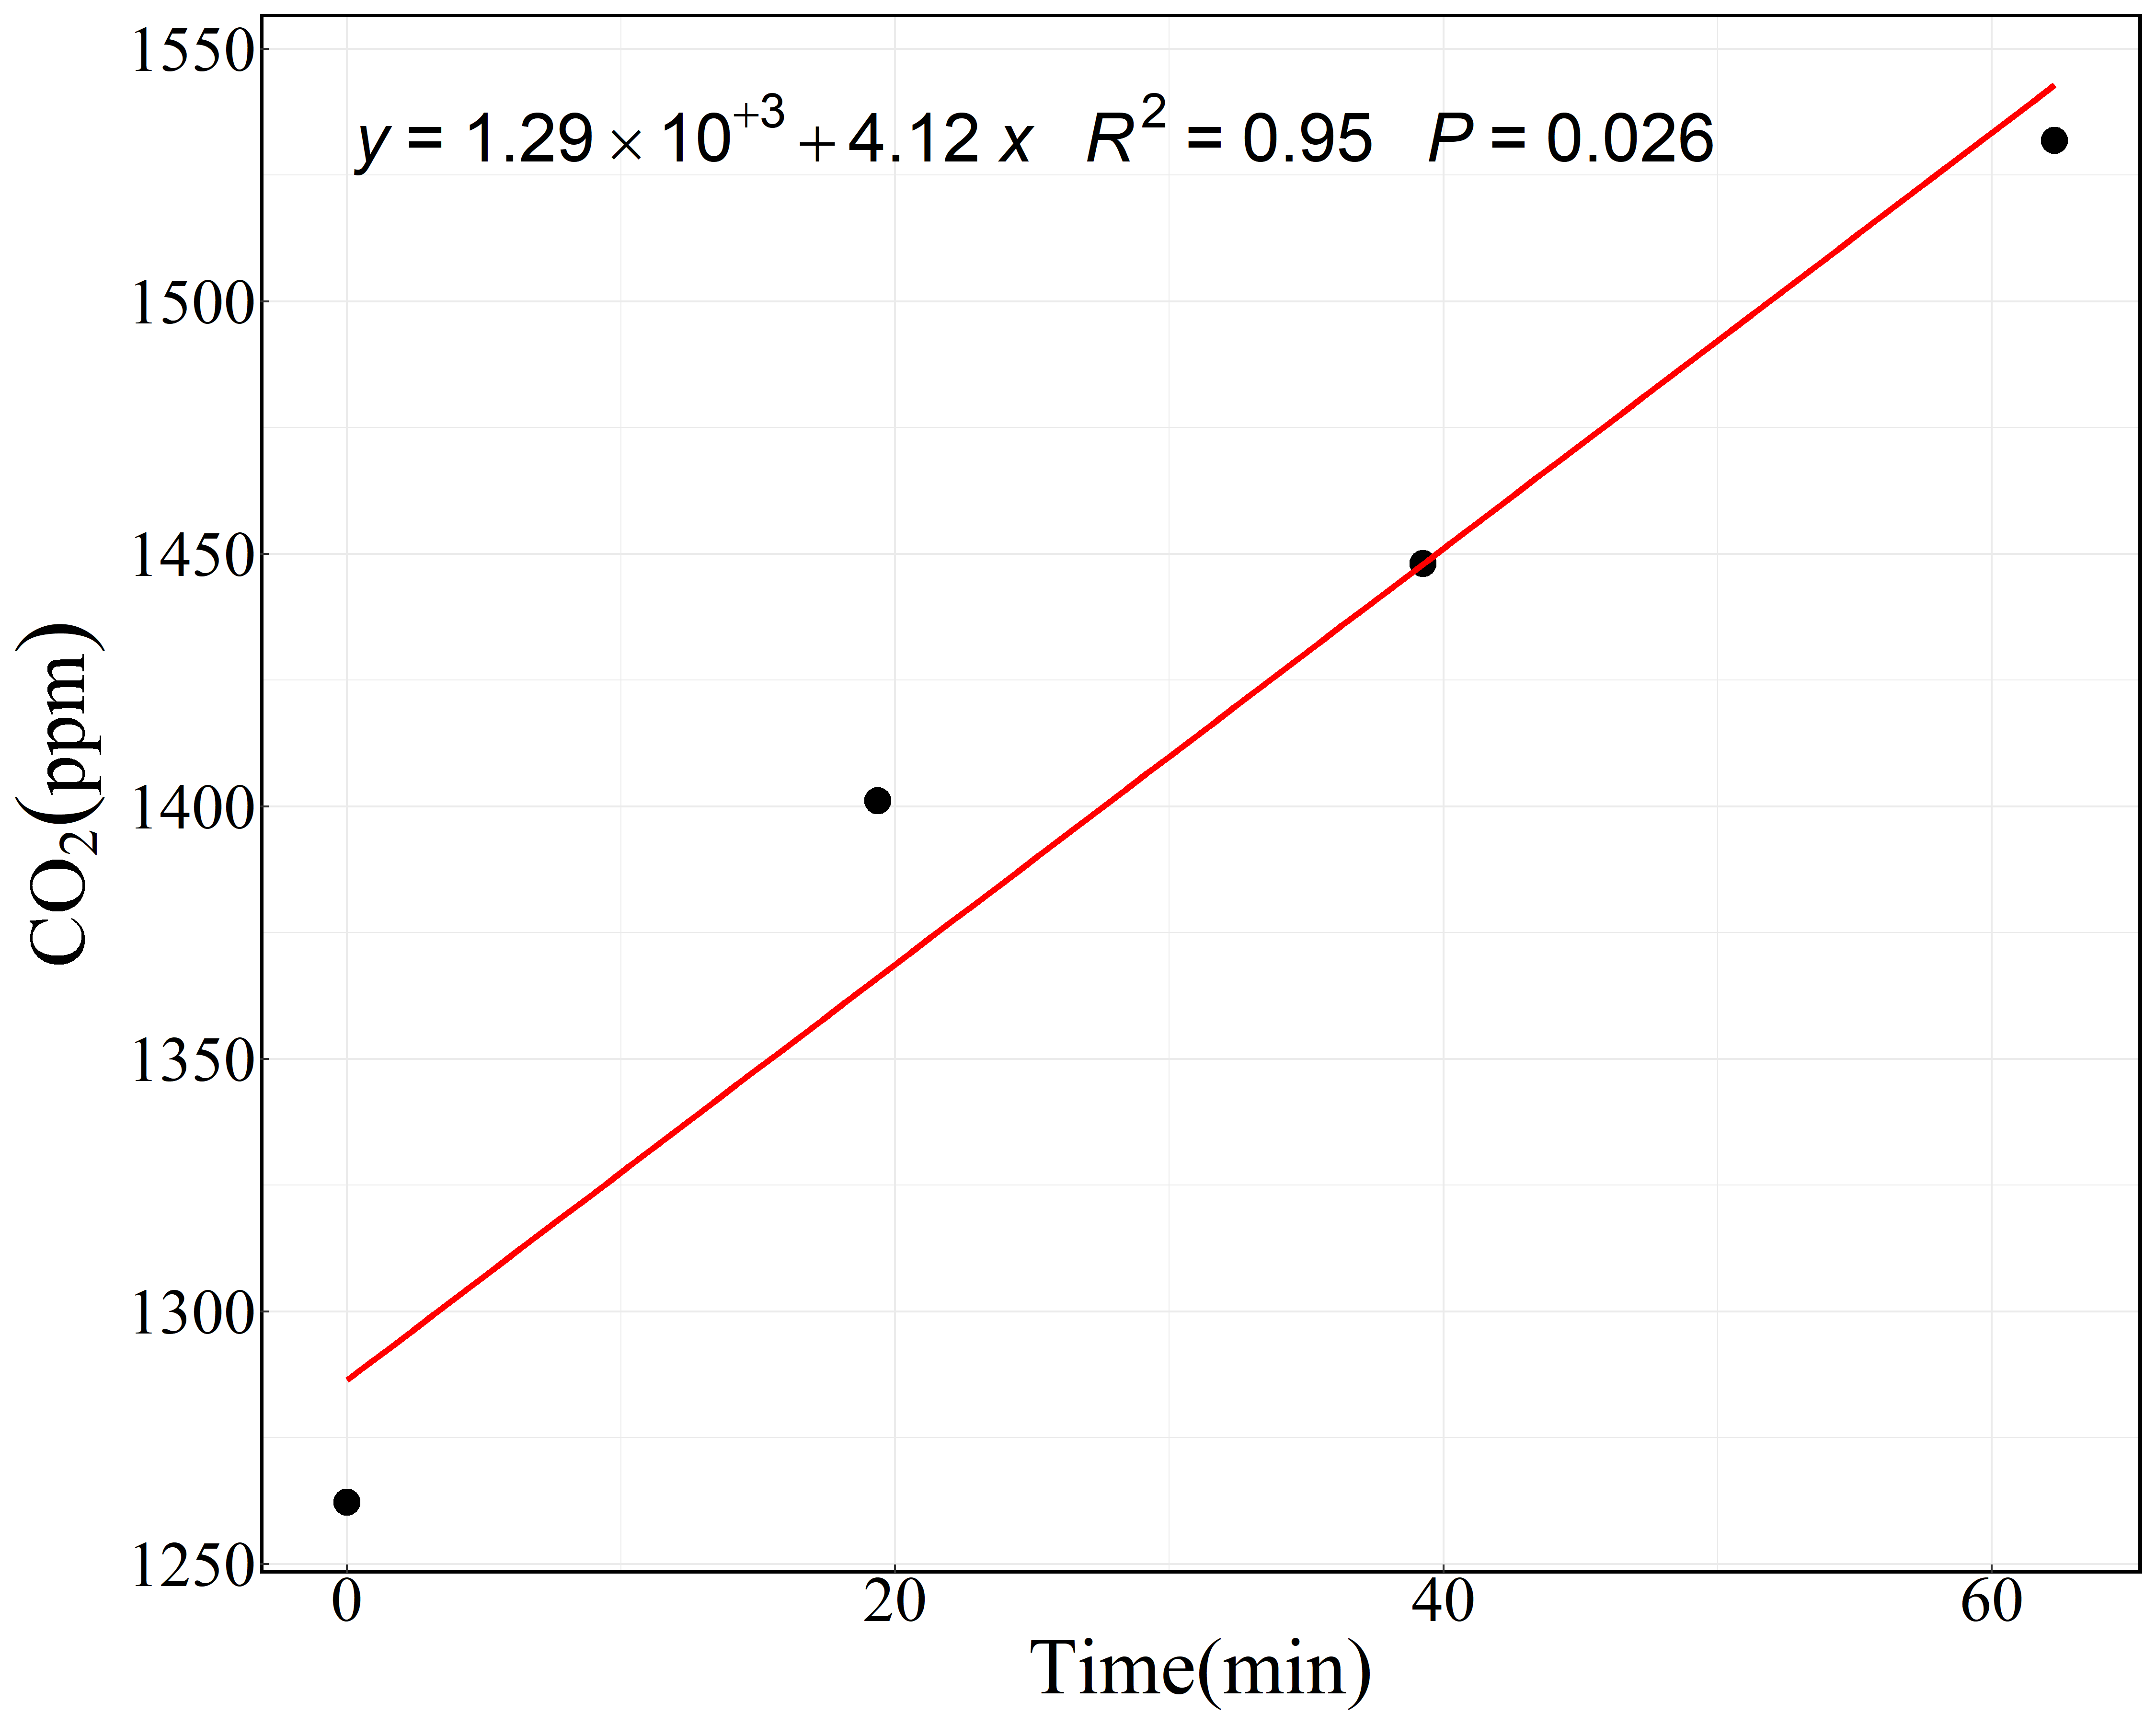 1550
y = 1.29 × 10⁺³ + 4.12 x R² = 0.95 P = 0.026
1500
1450
1400
1350
1300
1250
CO₂(ppm)
0 20 40 60
Time(min)